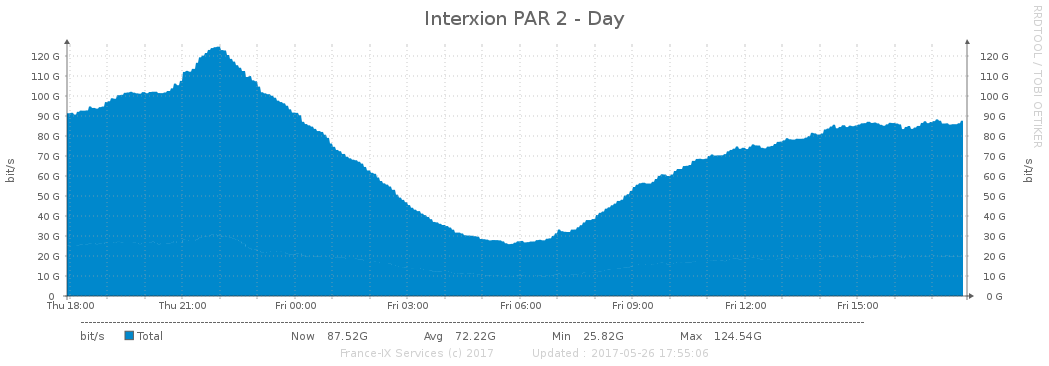 Interxion PAR 2 - Day
RRDTOOL / TOBI OETIKER
bit/s
120 G
110 G
100 G
90 G
80 G
70 G
60 G
50 G
40 G
30 G
20 G
10 G
0
120 G
110 G
100 G
90 G
80 G
70 G
60 G
50 G
40 G
30 G
20 G
10 G
0 G
bit/s
Thu 18:00 Thu 21:00 Fri 00:00 Fri 03:00 Fri 06:00 Fri 09:00 Fri 12:00 Fri 15:00
bit/s Total Now 87.52G Avg 72.22G Min 25.82G Max 124.54G
France-IX Services (c) 2017 Updated : 2017-05-26 17:55:06